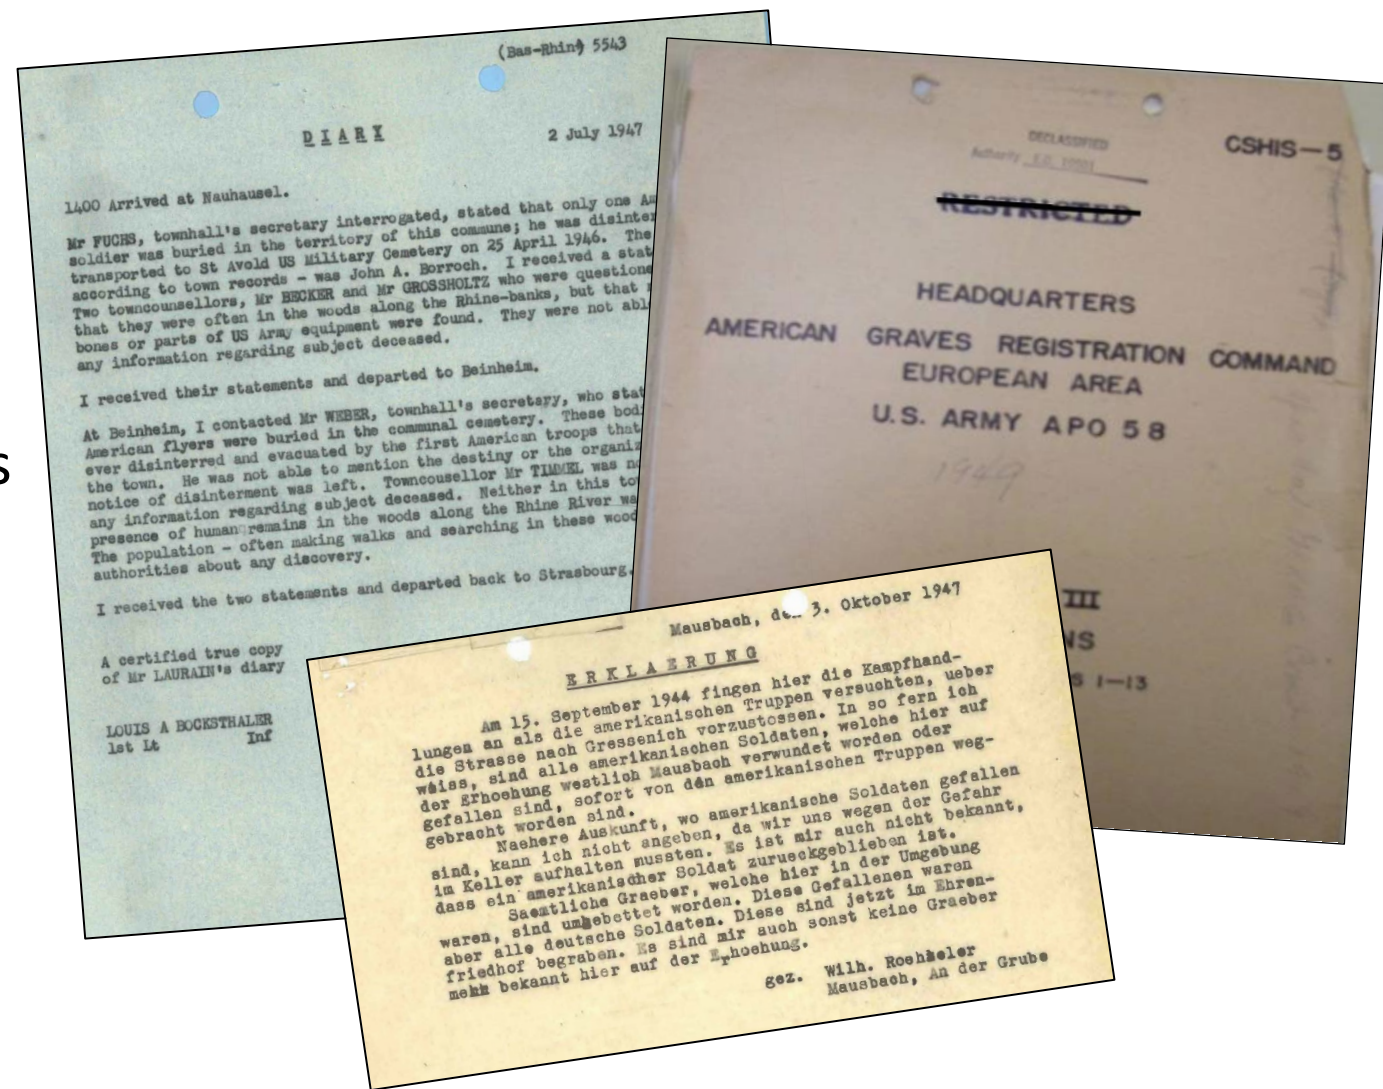 s
(Bas-Rhin) 5543
DIARY
2 July 1947
1400 Arrived at Nauhausel.
Mr FUCHS, townhall's secretary interrogated, stated that only one Am
soldier was buried in the territory of this commune; he was disinter
transported to St Avold US Military Cemetery on 25 April 1946. The
according to town records - was John A. Borroch. I received a stat
Two towncounsellors, Mr BECKER and Mr GROSSHOLTZ who were questione
that they were often in the woods along the Rhine-banks, but that
bones or parts of US Army equipment were found. They were not abl
any information regarding subject deceased.
I received their statements and departed to Beinheim.
At Beinheim, I contacted Mr WEBER, townhall's secretary, who stat
American flyers were buried in the communal cemetery. These bodi
ever disinterred and evacuated by the first American troops that
the town. He was not able to mention the destiny or the organiz
notice of disinterment was left. Towncousellor Mr TIMMEL was no
any information regarding subject deceased. Neither in this to
presence of human remains in the woods along the Rhine River wa
The population - often making walks and searching in these wood
authorities about any discovery.
I received the two statements and departed back to Strasbourg.
A certified true copy
of Mr LAURAIN's diary
LOUIS A BOCKSTHALER
1st Lt Inf
DECLASSIFIED
Authority E.O. 10501
CSHIS-5
RESTRICTED
HEADQUARTERS
AMERICAN GRAVES REGISTRATION COMMAND
EUROPEAN AREA
U.S. ARMY APO 58
1949
III
NS
S 1-13
Mausbach, den 3. Oktober 1947
ERKLAERUNG
Am 15. September 1944 fingen hier die Kampfhand-
lungen an als die amerikanischen Truppen versuchten, ueber
die Strasse nach Gressenich vorzustossen. In so fern ich
weiss, sind alle amerikanischen Soldaten, welche hier auf
der Erhoehung westlich Mausbach verwundet worden oder
gefallen sind, sofort von den amerikanischen Truppen weg-
gebracht worden sind.
Naehere Auskunft, wo amerikanische Soldaten gefallen
sind, kann ich nicht angeben, da wir uns wegen der Gefahr
im Keller aufhalten mussten. Es ist mir auch nicht bekannt,
dass ein amerikanischer Soldat zurueckgeblieben ist.
Saemtliche Graeber, welche hier in der Umgebung
waren, sind umgebettet worden. Diese Gefallenen waren
aber alle deutsche Soldaten. Diese sind jetzt im Ehren-
friedhof begraben. Es sind mir auch sonst keine Graeber
mehr bekannt hier auf der Erhoehung.
gez. Wilh.
Mausbach, An der Grube